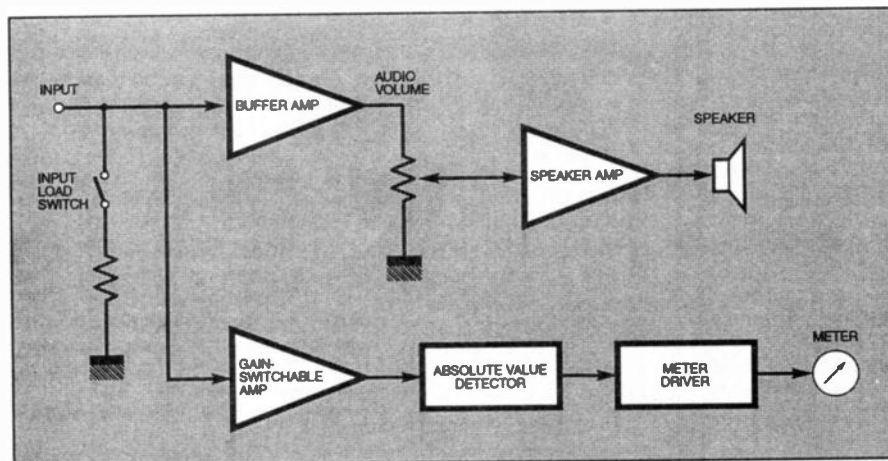 INPUT
BUFFER AMP
AUDIO
VOLUME
SPEAKER
INPUT
LOAD
SWITCH
SPEAKER AMP
METER
GAIN-
SWITCHABLE
AMP
ABSOLUTE VALUE
DETECTOR
METER
DRIVER